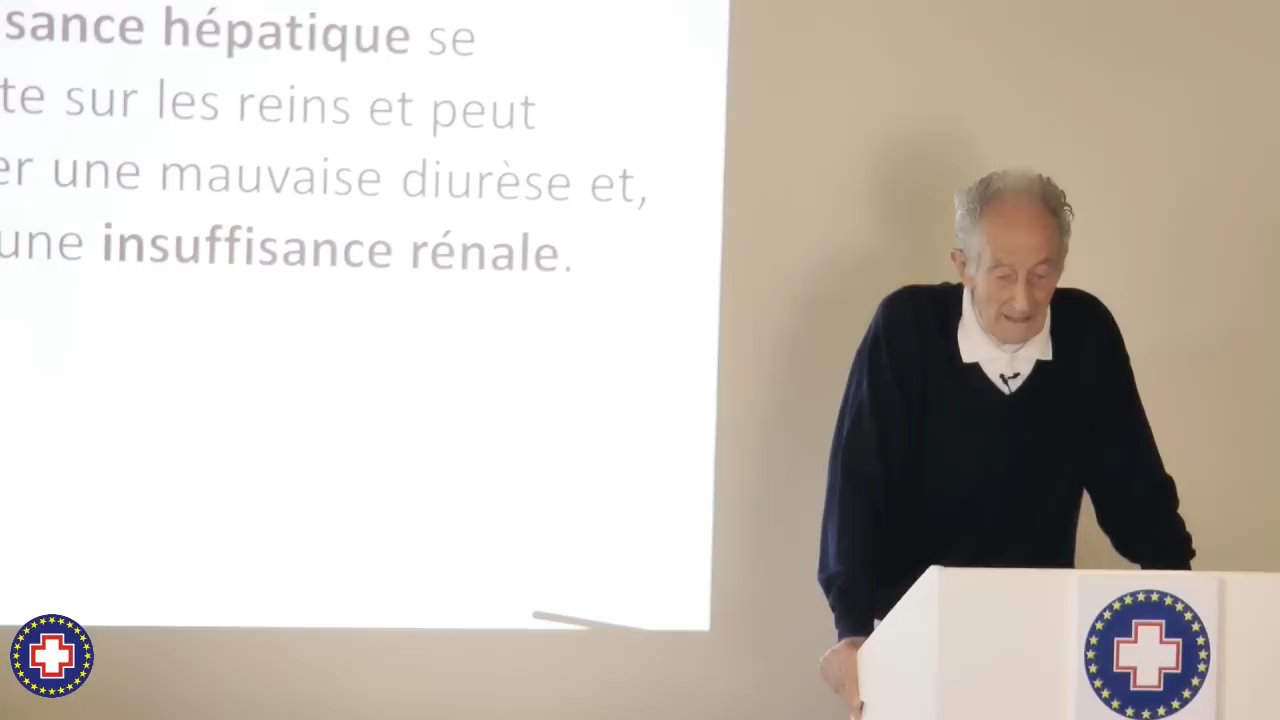 sance hépatique se
te sur les reins et peut
er une mauvaise diurèse et,
une insuffisance rénale.